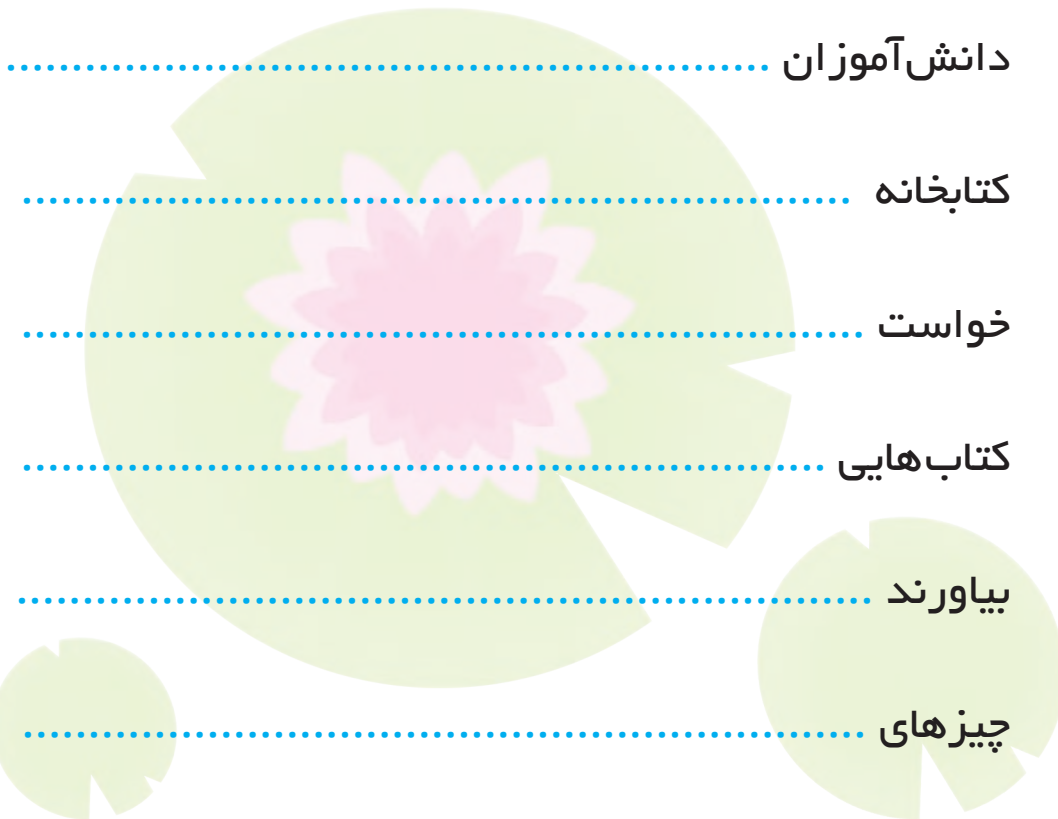 دانش‌آموزان ............................................................
کتابخانه ............................................................
خواست ............................................................
کتاب‌هایی ............................................................
بیاورند ............................................................
چیزهای ............................................................